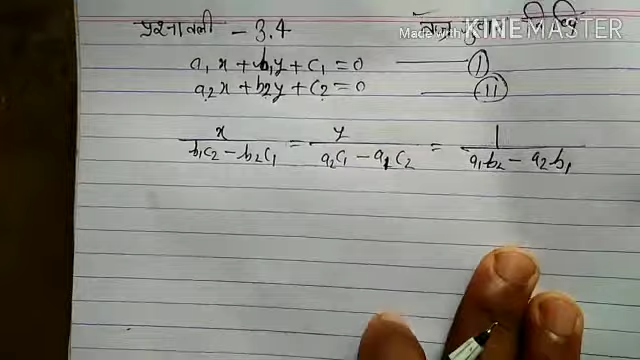 प्रश्नावली - 3.4
Made with KINEMASTER
a₁x + b₁y + c₁ = 0 ——— (I)
a₂x + b₂y + c₂ = 0 ——— (II)
x/(b₁c₂ - b₂c₁) = y/(a₂c₁ - a₁c₂) = 1/(a₁b₂ - a₂b₁)